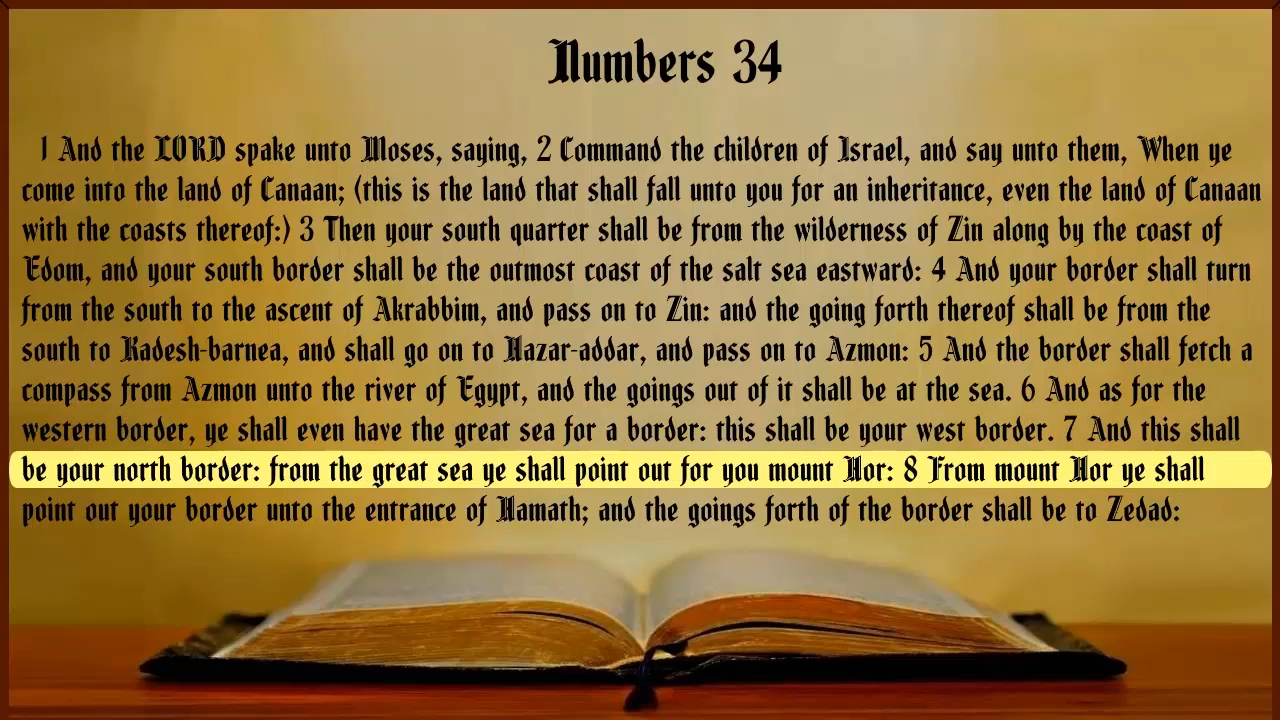 Numbers 34
1 And the LORD spake unto Moses, saying, 2 Command the children of Israel, and say unto them, When ye
come into the land of Canaan; (this is the land that shall fall unto you for an inheritance, even the land of Canaan
with the coasts thereof:) 3 Then your south quarter shall be from the wilderness of Zin along by the coast of
Edom, and your south border shall be the outmost coast of the salt sea eastward: 4 And your border shall turn
from the south to the ascent of Akrabbim, and pass on to Zin: and the going forth thereof shall be from the
south to Kadesh-barnea, and shall go on to Hazar-addar, and pass on to Azmon: 5 And the border shall fetch a
compass from Azmon unto the river of Egypt, and the goings out of it shall be at the sea. 6 And as for the
western border, ye shall even have the great sea for a border: this shall be your west border. 7 And this shall
be your north border: from the great sea ye shall point out for you mount Hor: 8 From mount Hor ye shall
point out your border unto the entrance of Hamath; and the goings forth of the border shall be to Zedad: